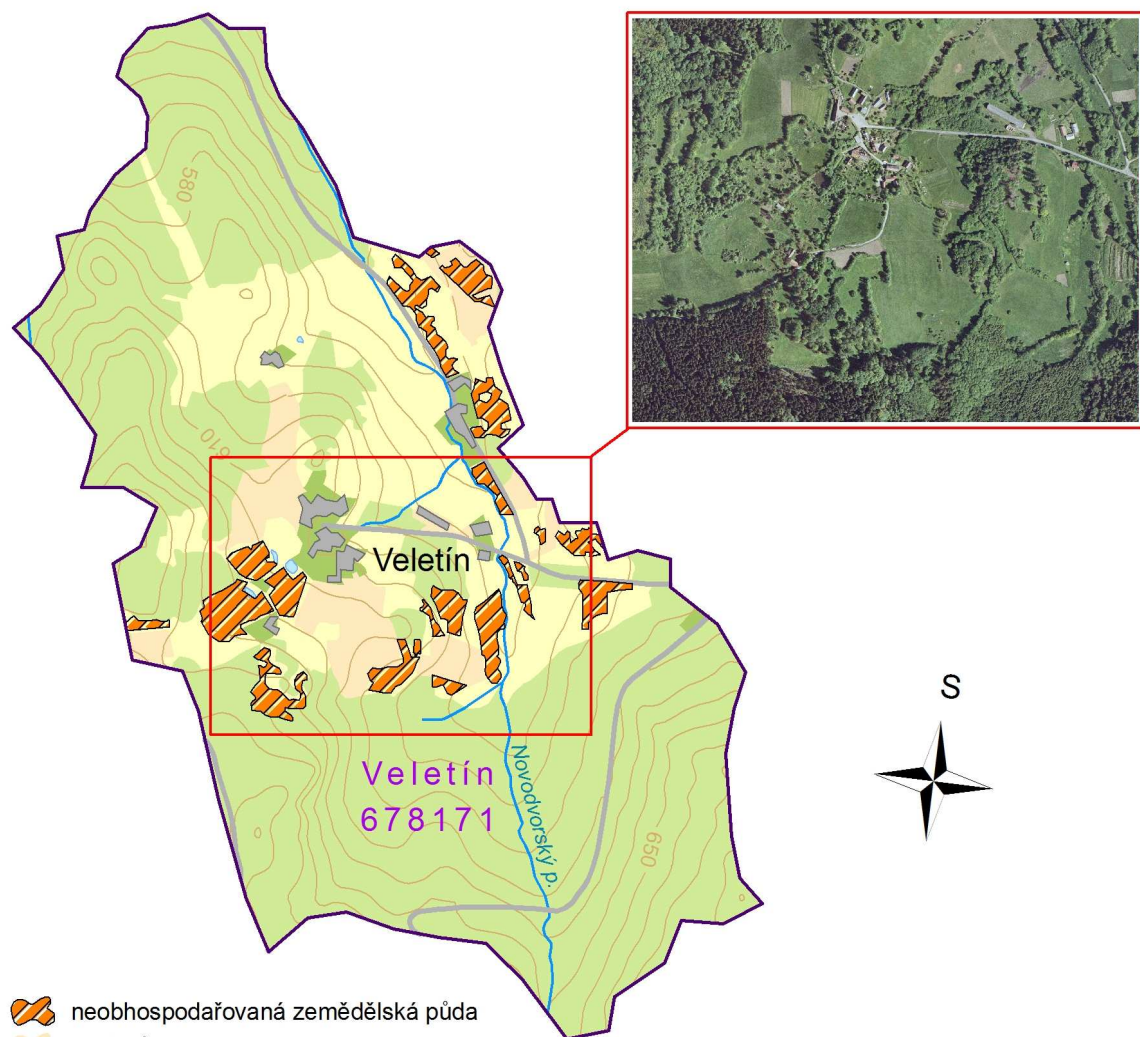 580
610
Veletín
S
Veletín
678171
Novodvorský p.
650
neobhospodařovaná zemědělská půda